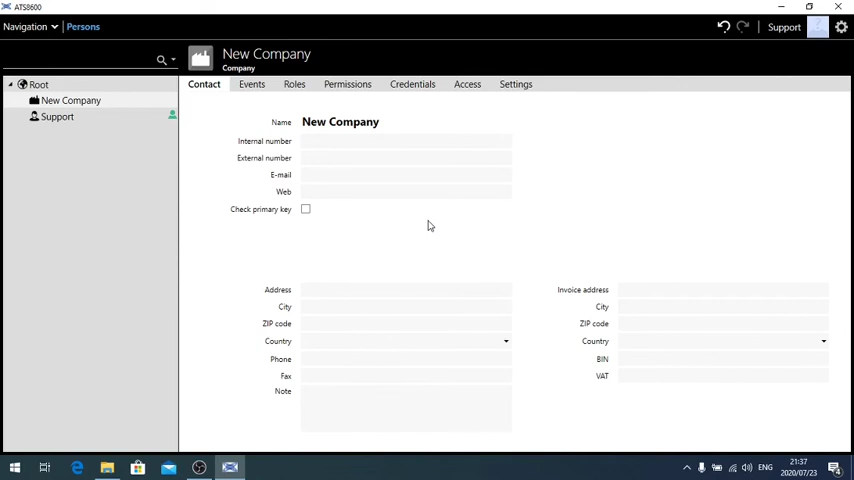 ATS8600
Navigation Persons Support
New Company
Company
Root
New Company
Support
Contact Events Roles Permissions Credentials Access Settings
Name New Company
Internal number
External number
E-mail
Web
Check primary key
Address Invoice address
City City
ZIP code ZIP code
Country Country
Phone BIN
Fax VAT
Note
ENG 21:37
2020/07/23 4